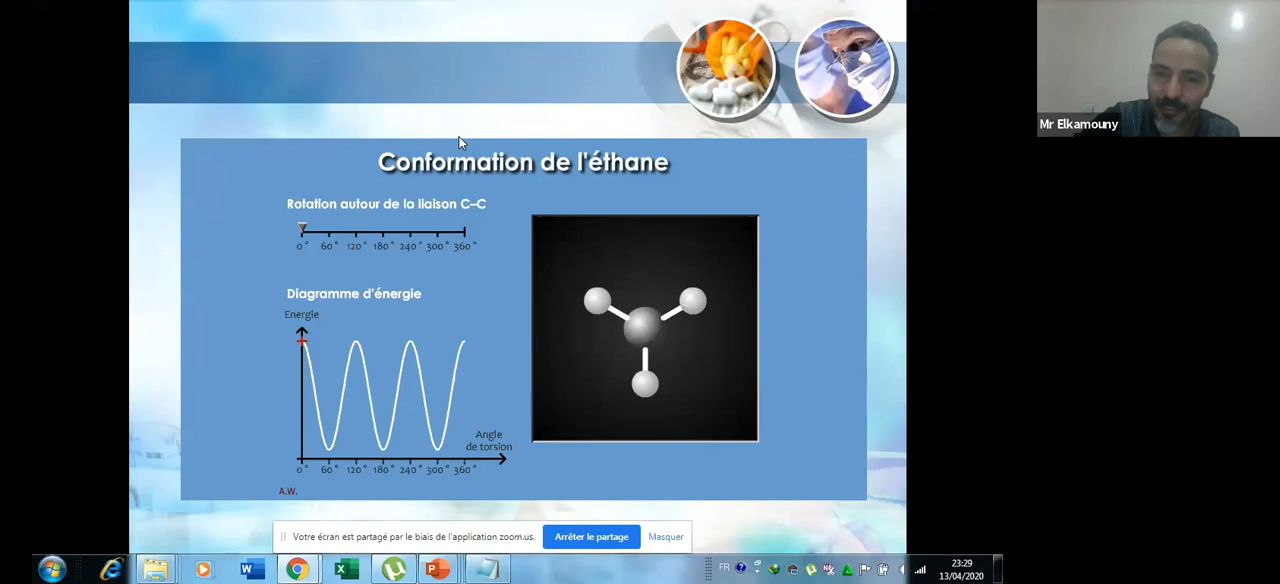 Mr Elkamouny
Conformation de l'éthane
Rotation autour de la liaison C–C
0° 60° 120° 180° 240° 300° 360°
Diagramme d'énergie
Energie
Angle
de torsion
0° 60° 120° 180° 240° 300° 360°
A.W.
Votre écran est partagé par le biais de l'application zoom.us.
Arrêter le partage
Masquer
FR
23:29
13/04/2020